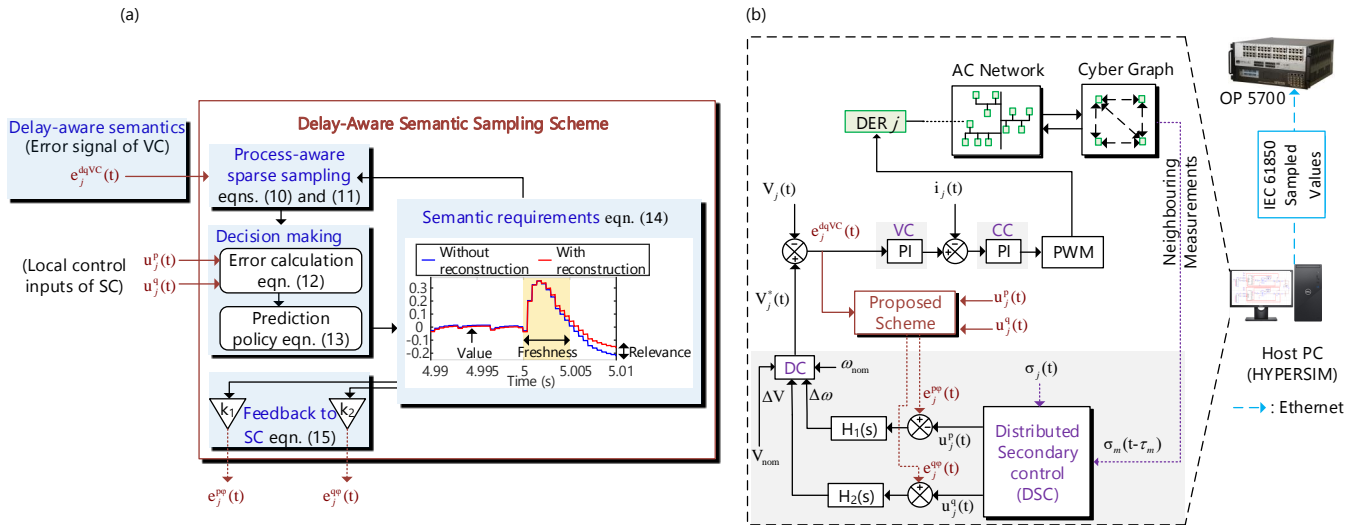 (a)
Delay-Aware Semantic Sampling Scheme
Delay-aware semantics
(Error signal of VC)
e_j^{dqVC}(t)
Process-aware
sparse sampling
eqns. (10) and (11)
Decision making
Error calculation
eqn. (12)
Prediction
policy eqn. (13)
(Local control
inputs of SC)
u_j^p(t)
u_j^q(t)
Semantic requirements eqn. (14)
Without
reconstruction
With
reconstruction
0.3
0.2
0.1
0
-0.1
-0.2
Value
Freshness
Relevance
4.99
4.995
5
5.005
5.01
Time (s)
k_1
k_2
Feedback to
SC eqn. (15)
e_j^{pφ}(t)
e_j^{qφ}(t)
(b)
AC Network
Cyber Graph
DER j
V_j(t)
i_j(t)
e_j^{dqVC}(t)
VC
PI
CC
PI
PWM
V_j^*(t)
Proposed
Scheme
u_j^p(t)
u_j^q(t)
Neighbouring
Measurements
DC
ω_nom
ΔV
Δω
V_nom
H_1(s)
H_2(s)
e_j^{pφ}(t)
u_j^p(t)
e_j^{qφ}(t)
u_j^q(t)
σ_j(t)
Distributed
Secondary
control
(DSC)
σ_m(t-τ_m)
OP 5700
IEC 61850
Sampled
Values
Host PC
(HYPERSIM)
: Ethernet